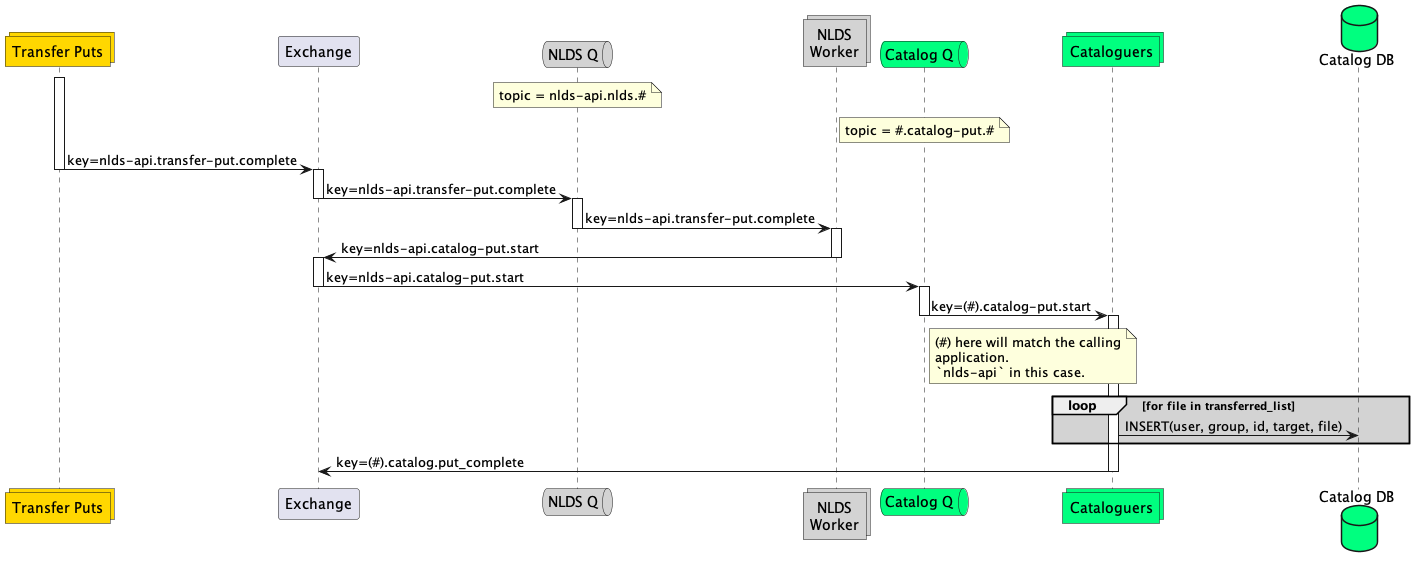 Transfer Puts
Exchange
NLDS Q
NLDS
Worker
Catalog Q
Cataloguers
Catalog DB
topic = nlds-api.nlds.#
topic = #.catalog-put.#
key=nlds-api.transfer-put.complete
key=nlds-api.transfer-put.complete
key=nlds-api.transfer-put.complete
key=nlds-api.catalog-put.start
key=nlds-api.catalog-put.start
key=(#).catalog-put.start
(#) here will match the calling
application.
`nlds-api` in this case.
loop
[for file in transferred_list]
INSERT(user, group, id, target, file)
key=(#).catalog.put_complete
Transfer Puts
Exchange
NLDS Q
NLDS
Worker
Catalog Q
Cataloguers
Catalog DB